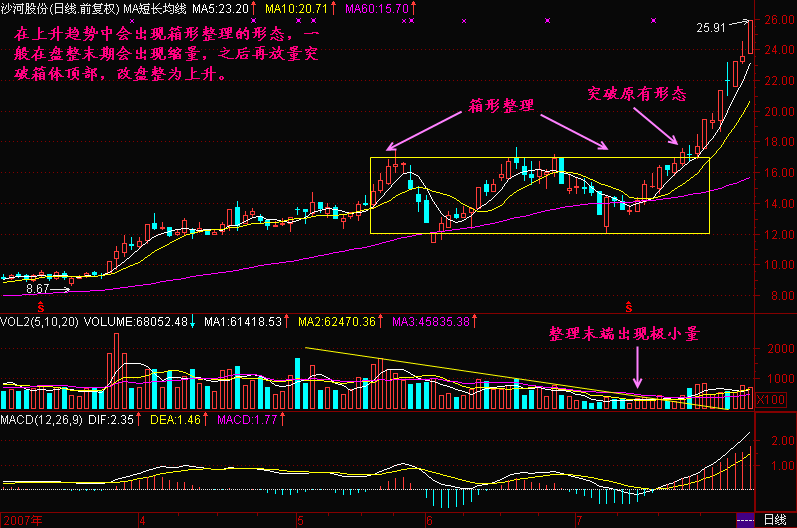 沙河股份(日线.前复权) MA短长均线 MA5:23.20↑ MA10:20.71↑ MA60:15.70↑
在上升趋势中会出现箱形整理的形态，一
般在盘整末期会出现缩量，之后再放量突
破箱体顶部，改盘整为上升。
25.91
26.00
24.00
22.00
20.00
18.00
16.00
14.00
12.00
10.00
8.00
箱形整理
突破原有形态
8.67
S
S
VOL2(5,10,20) VOLUME:68052.48↓ MA1:61418.53↑ MA2:62470.36↑ MA3:45835.38↑
整理末端出现极小量
2000
1000
X100
MACD(12,26,9) DIF:2.35↑ DEA:1.46↑ MACD:1.77↑
2.00
1.00
2007年 4 5 6 7 日线